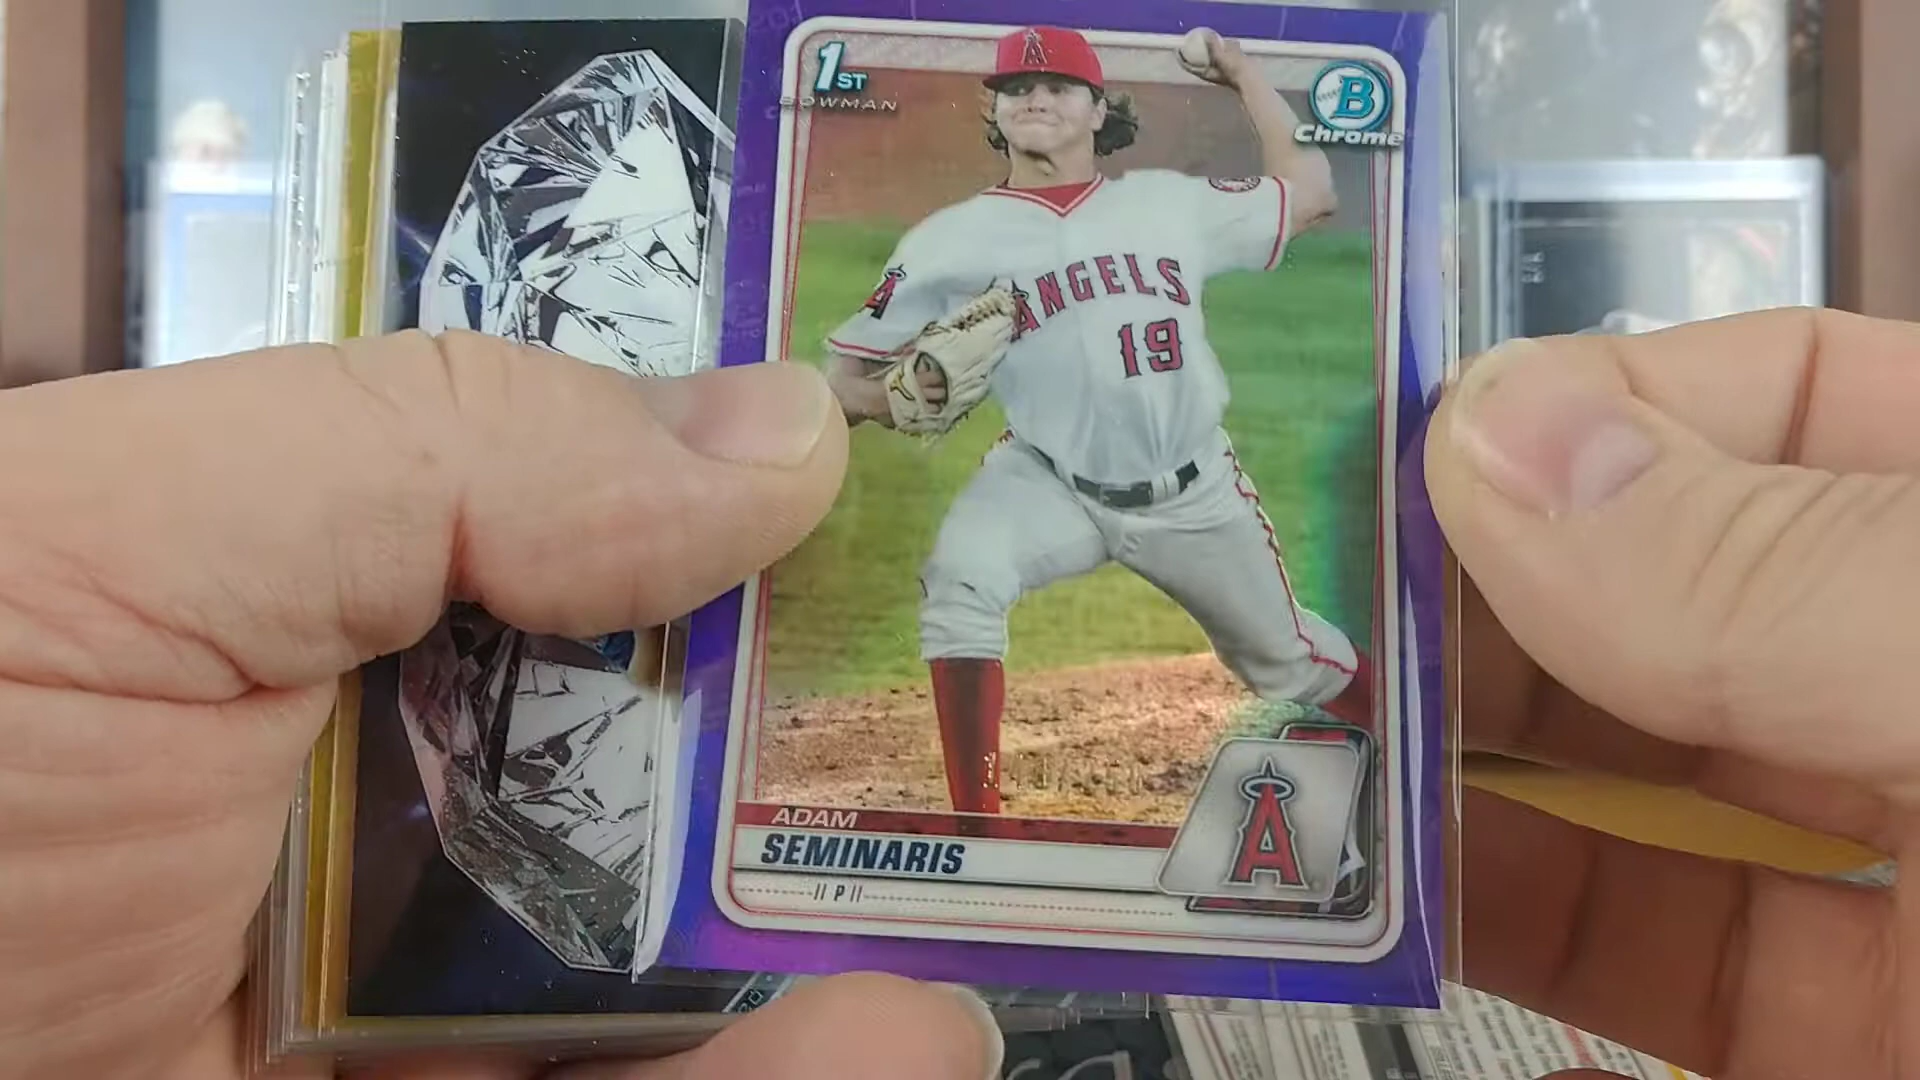 1ST
BOWMAN
B
Chrome
A
ANGELS
19
A
ADAM
SEMINARIS
P
A